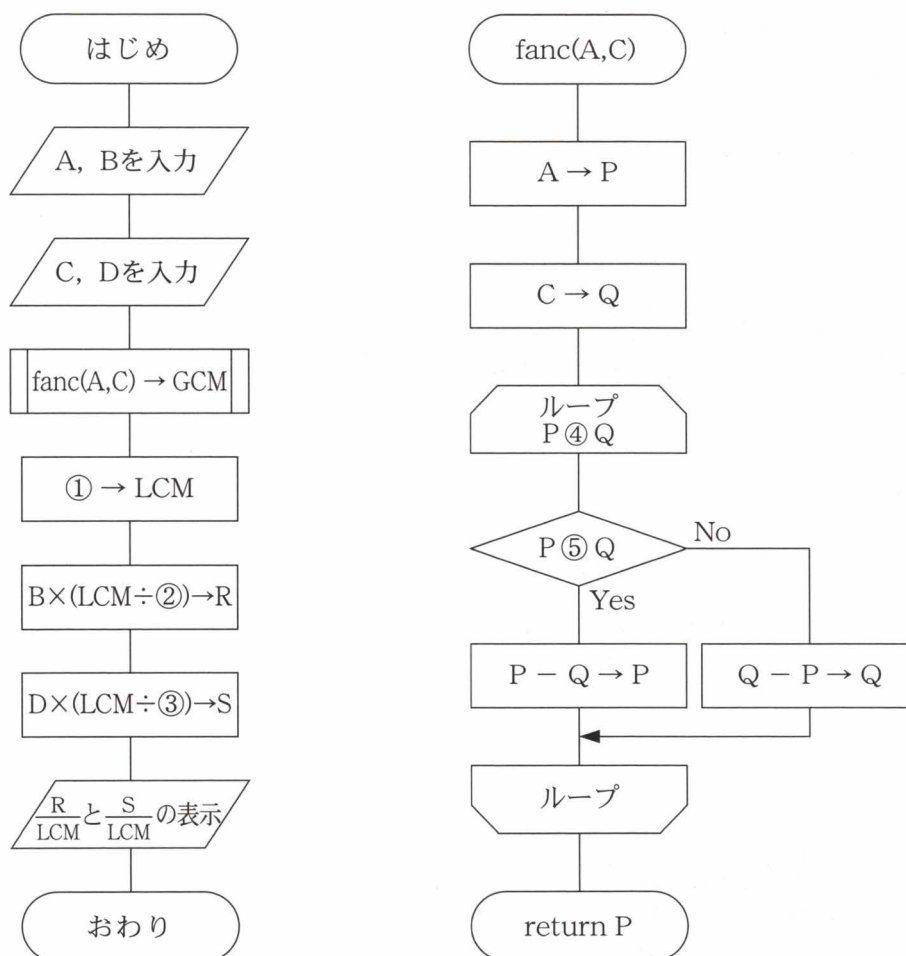 はじめ
A, Bを入力
C, Dを入力
fanc(A,C) → GCM
① → LCM
B×(LCM÷②)→R
D×(LCM÷③)→S
R/LCM と S/LCM の表示
おわり
fanc(A,C)
A → P
C → Q
ループ
P④Q
P⑤Q
No
Yes
P − Q → P
Q − P → Q
ループ
return P